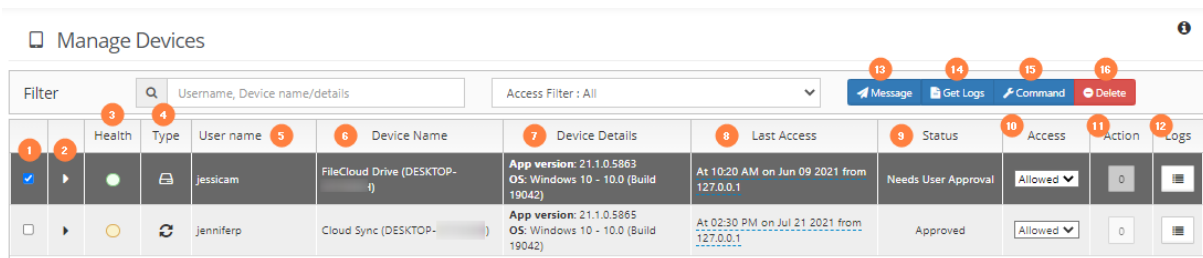 Manage Devices
Filter
Username, Device name/details
Access Filter : All
13 14 15 16
Message Get Logs Command Delete
3 4
Health Type User name 5 6 Device Name 7 Device Details 8 Last Access 9 Status 10 Access 11 Action 12 Logs
1 2
jessicam
FileCloud Drive (DESKTOP-
)
App version: 21.1.0.5863
OS: Windows 10 - 10.0 (Build
19042)
At 10:20 AM on Jun 09 2021 from
127.0.0.1
Needs User Approval
Allowed
0
jenniferp
Cloud Sync (DESKTOP- )
App version: 21.1.0.5865
OS: Windows 10 - 10.0 (Build
19042)
At 02:30 PM on Jul 21 2021 from
127.0.0.1
Approved
Allowed
0